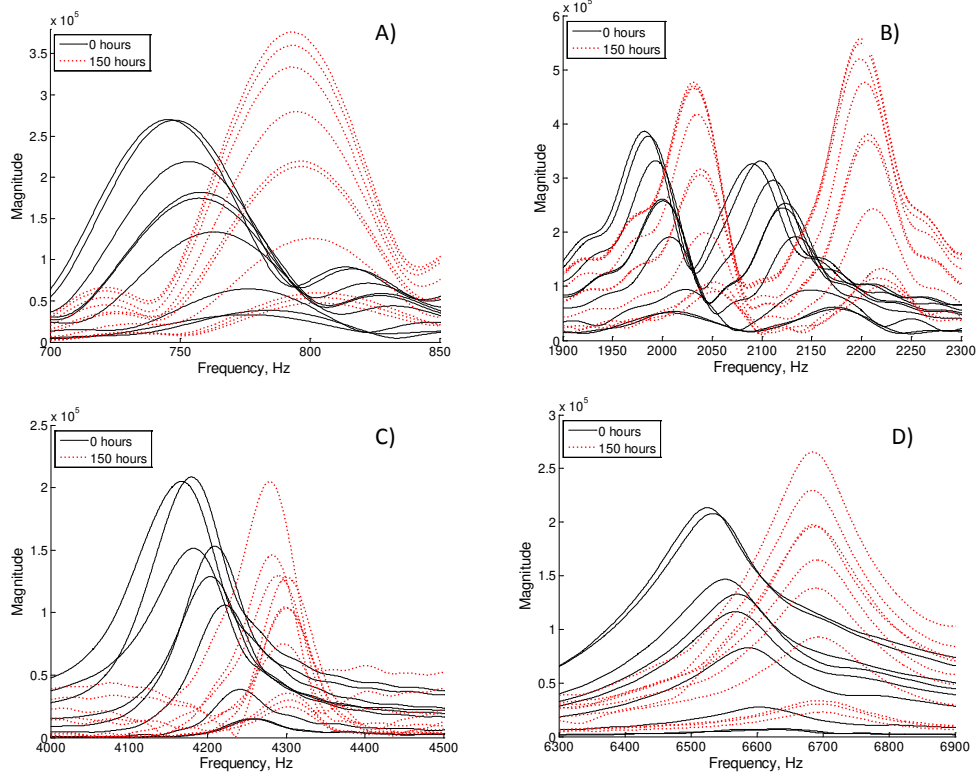 x 10^5
A)
0 hours
150 hours
Magnitude
3.5
3
2.5
2
1.5
1
0.5
0
700 750 800 850
Frequency, Hz
x 10^5
B)
0 hours
150 hours
Magnitude
6
5
4
3
2
1
0
1900 1950 2000 2050 2100 2150 2200 2250 2300
Frequency, Hz
x 10^5
C)
0 hours
150 hours
Magnitude
2.5
2
1.5
1
0.5
0
4000 4100 4200 4300 4400 4500
Frequency, Hz
x 10^5
D)
0 hours
150 hours
Magnitude
3
2.5
2
1.5
1
0.5
0
6300 6400 6500 6600 6700 6800 6900
Frequency, Hz